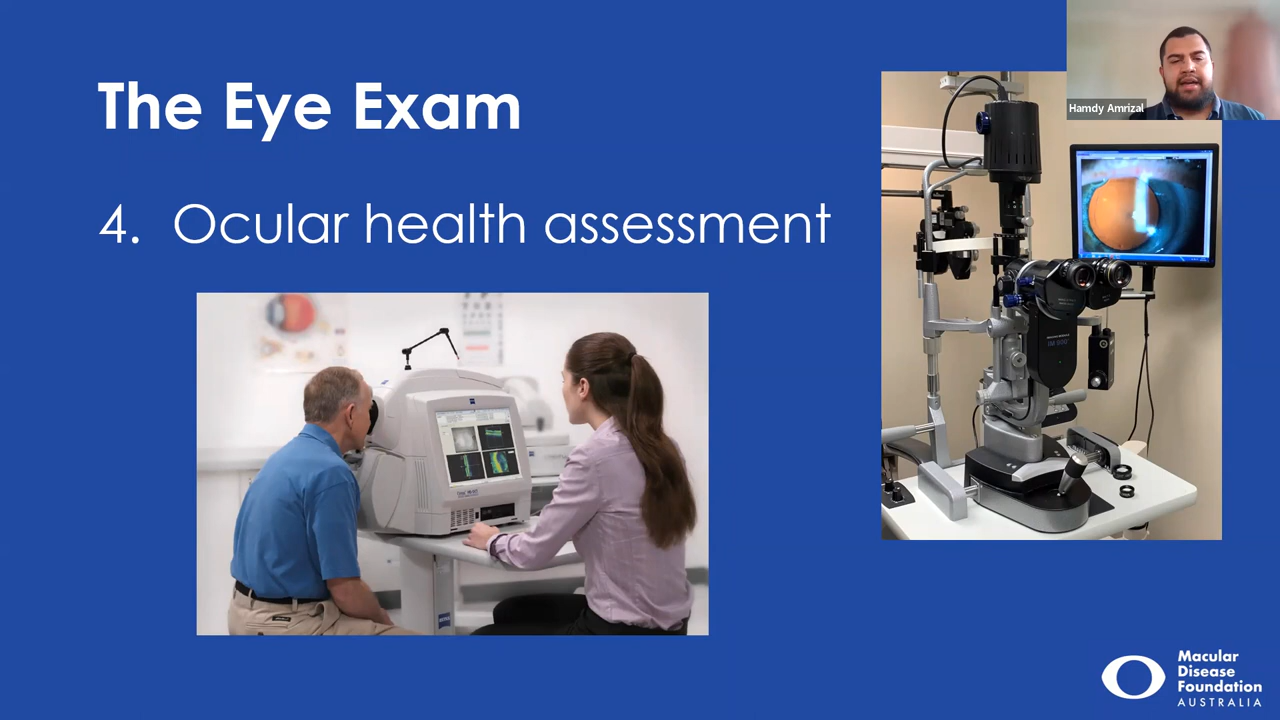 The Eye Exam
Hamdy Amrizal
4. Ocular health assessment
Macular
Disease
Foundation
AUSTRALIA